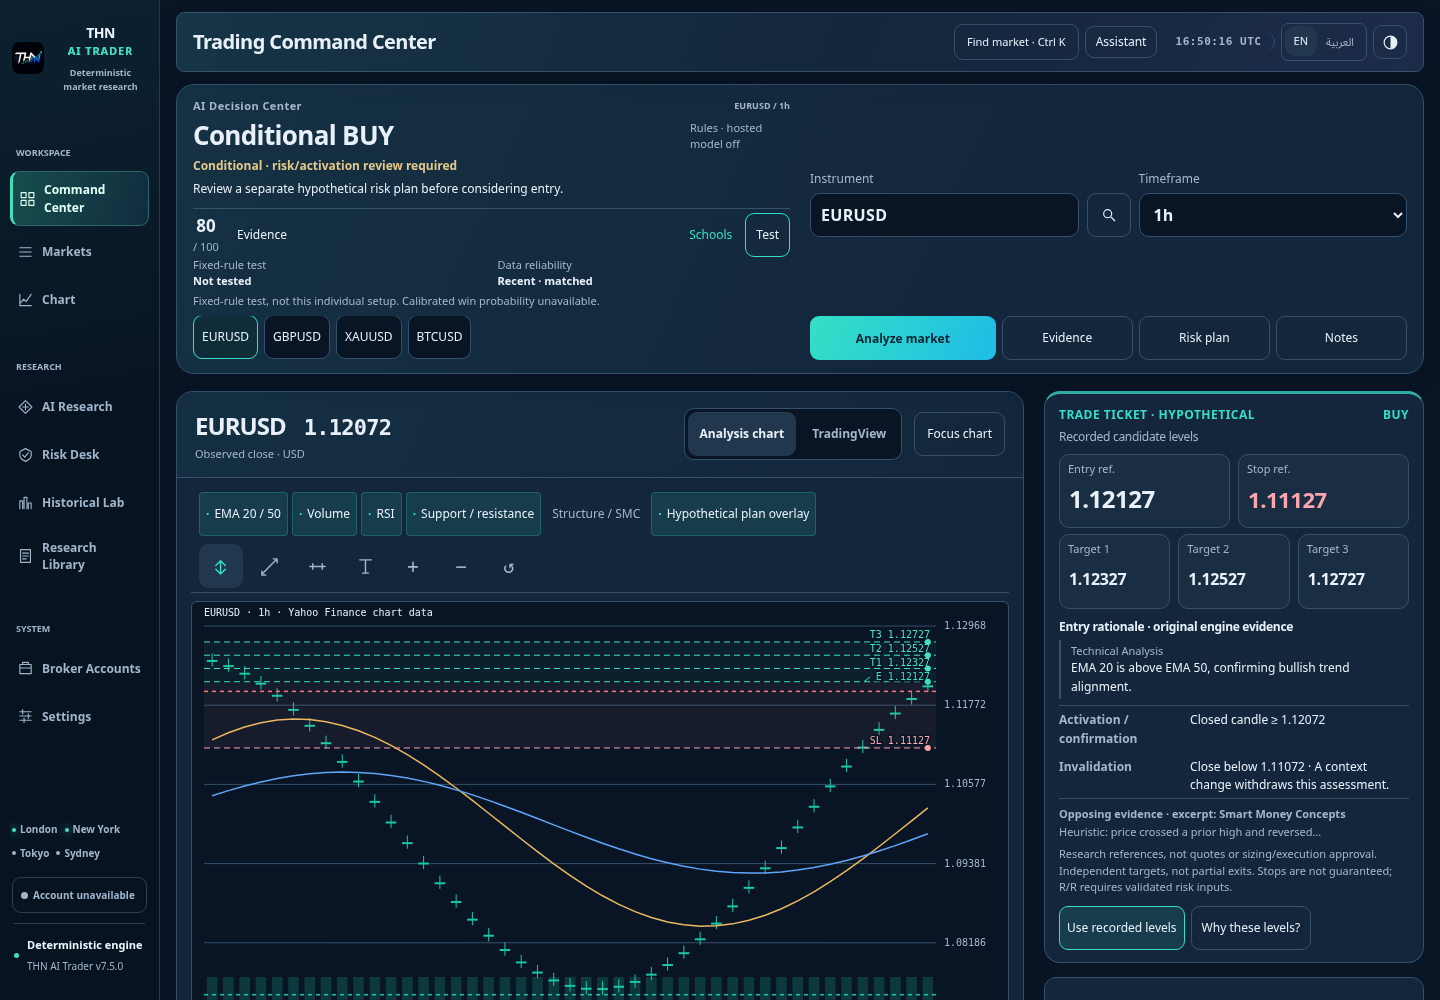 THN
AI TRADER
Deterministic
market research
WORKSPACE
Command
Center
Markets
Chart
RESEARCH
AI Research
Risk Desk
Historical Lab
Research
Library
SYSTEM
Broker Accounts
Settings
London New York
Tokyo Sydney
Account unavailable
Deterministic engine
THN AI Trader v7.5.0
Trading Command Center
Find market · Ctrl K
Assistant
16:50:16 UTC
EN
العربية
AI Decision Center
EURUSD / 1h
Conditional BUY
Rules · hosted
model off
Conditional · risk/activation review required
Review a separate hypothetical risk plan before considering entry.
80
/ 100
Evidence
Schools
Test
Fixed-rule test
Not tested
Data reliability
Recent · matched
Fixed-rule test, not this individual setup. Calibrated win probability unavailable.
EURUSD
GBPUSD
XAUUSD
BTCUSD
Instrument
EURUSD
Timeframe
1h
Analyze market
Evidence
Risk plan
Notes
EURUSD 1.12072
Observed close · USD
Analysis chart
TradingView
Focus chart
· EMA 20 / 50
· Volume
· RSI
· Support / resistance
Structure / SMC
· Hypothetical plan overlay
EURUSD · 1h · Yahoo Finance chart data
1.12968
T3 1.12727
T2 1.12527
T1 1.12327
E 1.12127
1.11772
SL 1.11127
1.10577
1.09381
1.08186
TRADE TICKET · HYPOTHETICAL
BUY
Recorded candidate levels
Entry ref.
1.12127
Stop ref.
1.11127
Target 1
1.12327
Target 2
1.12527
Target 3
1.12727
Entry rationale · original engine evidence
Technical Analysis
EMA 20 is above EMA 50, confirming bullish trend
alignment.
Activation /
confirmation
Closed candle ≥ 1.12072
Invalidation
Close below 1.11072 · A context
change withdraws this assessment.
Opposing evidence · excerpt: Smart Money Concepts
Heuristic: price crossed a prior high and reversed…
Research references, not quotes or sizing/execution approval.
Independent targets, not partial exits. Stops are not guaranteed;
R/R requires validated risk inputs.
Use recorded levels
Why these levels?